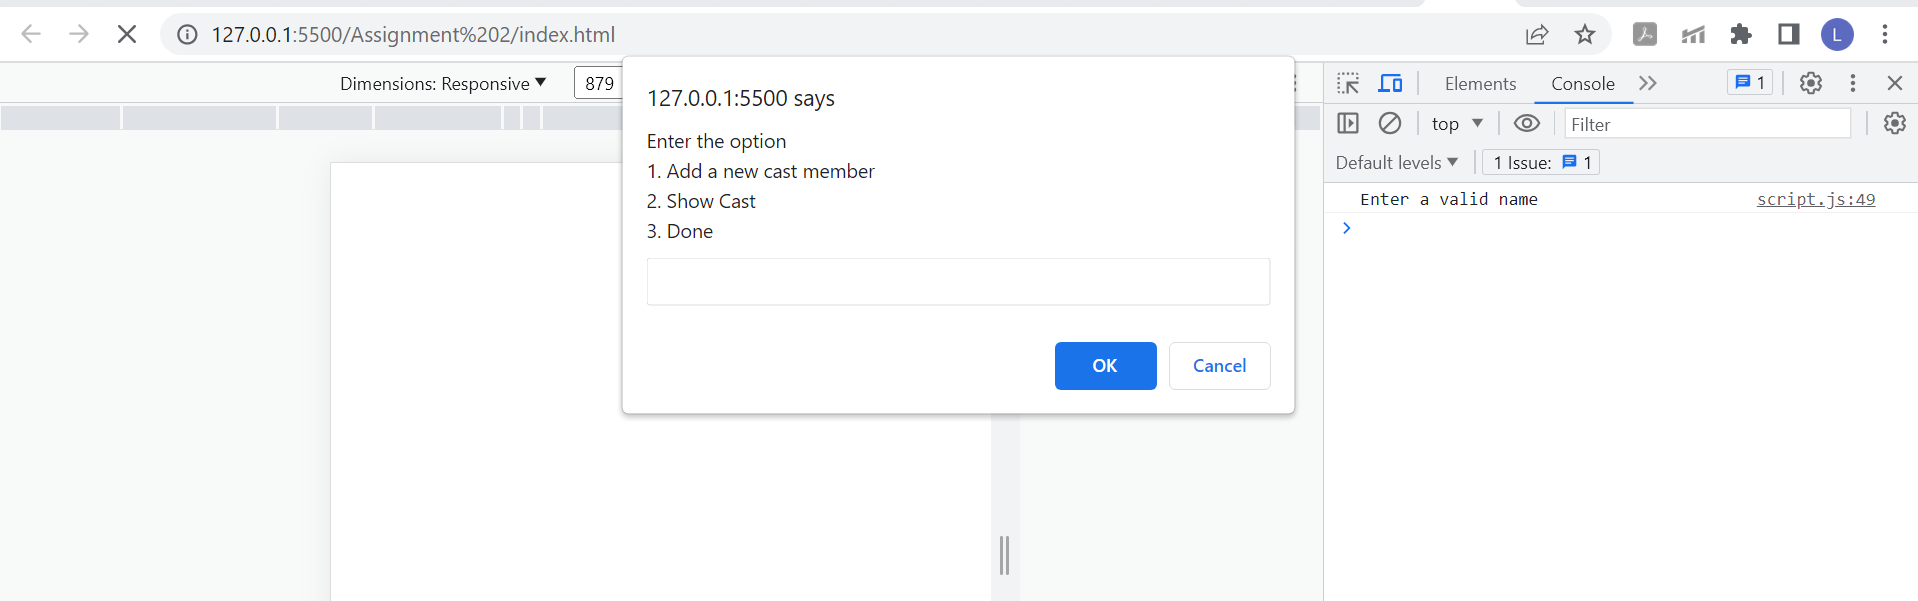 127.0.0.1:5500/Assignment%202/index.html
L
Dimensions: Responsive
879
127.0.0.1:5500 says
Enter the option
1. Add a new cast member
2. Show Cast
3. Done
OK
Cancel
Elements
Console
1
top
Filter
Default levels
1 Issue:
1
Enter a valid name
script.js:49